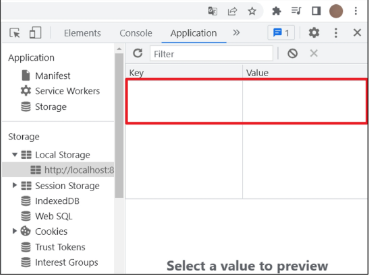 Elements Console Application » 1
Application
Filter
Manifest
Service Workers
Storage
Key Value
Storage
Local Storage
http://localhost:8
Session Storage
IndexedDB
Web SQL
Cookies
Trust Tokens
Interest Groups
Select a value to preview